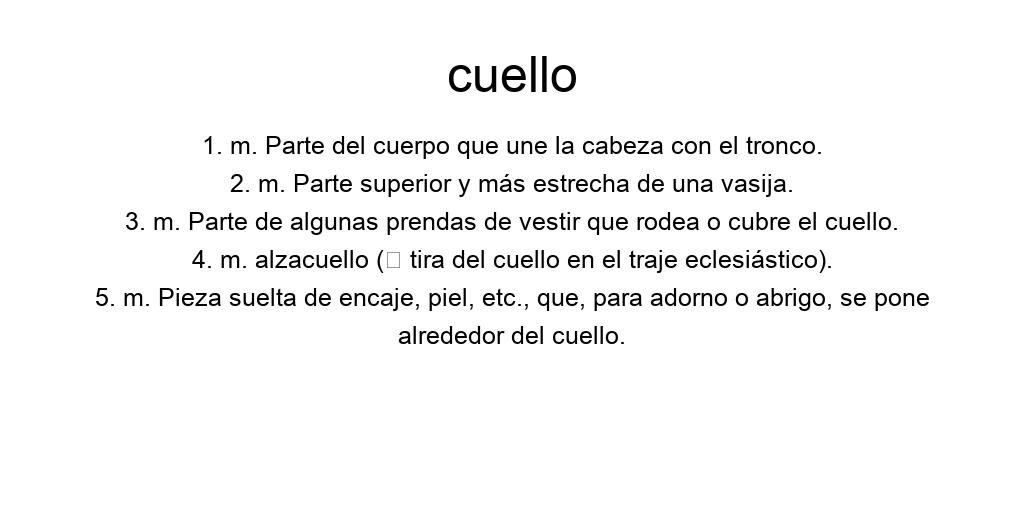 cuello
1. m. Parte del cuerpo que une la cabeza con el tronco.
2. m. Parte superior y más estrecha de una vasija.
3. m. Parte de algunas prendas de vestir que rodea o cubre el cuello.
4. m. alzacuello (□ tira del cuello en el traje eclesiástico).
5. m. Pieza suelta de encaje, piel, etc., que, para adorno o abrigo, se pone
alrededor del cuello.